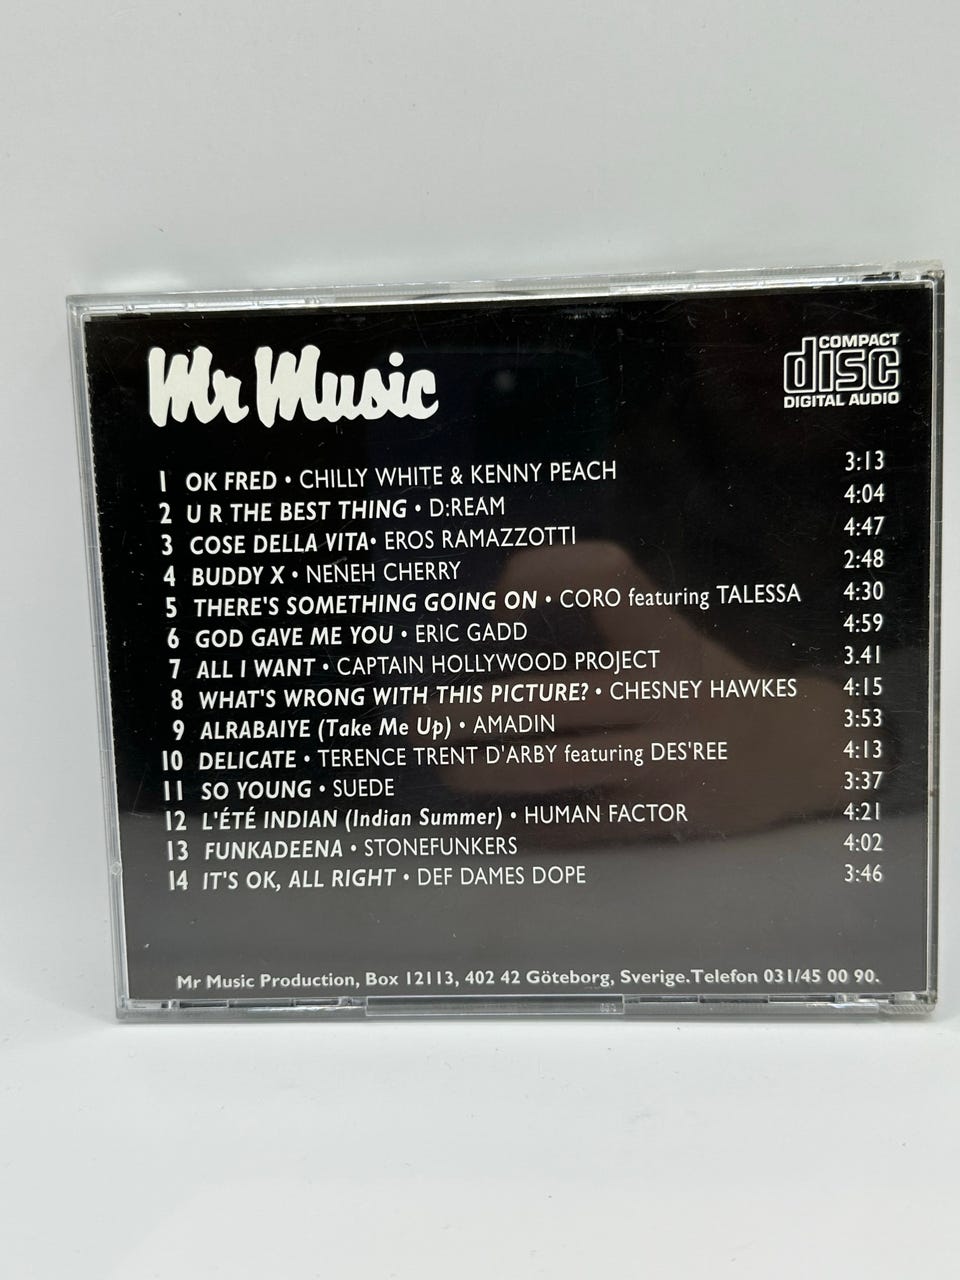 Mr Music
COMPACT
disc
DIGITAL AUDIO
1 OK FRED • CHILLY WHITE & KENNY PEACH 3:13
2 U R THE BEST THING • D:REAM 4:04
3 COSE DELLA VITA• EROS RAMAZZOTTI 4:47
4 BUDDY X • NENEH CHERRY 2:48
5 THERE'S SOMETHING GOING ON • CORO featuring TALESSA 4:30
6 GOD GAVE ME YOU • ERIC GADD 4:59
7 ALL I WANT • CAPTAIN HOLLYWOOD PROJECT 3.41
8 WHAT'S WRONG WITH THIS PICTURE? • CHESNEY HAWKES 4:15
9 ALRABAIYE (Take Me Up) • AMADIN 3:53
10 DELICATE • TERENCE TRENT D'ARBY featuring DES'REE 4:13
11 SO YOUNG • SUEDE 3:37
12 L'ÉTÉ INDIAN (Indian Summer) • HUMAN FACTOR 4:21
13 FUNKADEENA • STONEFUNKERS 4:02
14 IT'S OK, ALL RIGHT • DEF DAMES DOPE 3:46
Mr Music Production, Box 12113, 402 42 Göteborg, Sverige.Telefon 031/45 00 90.